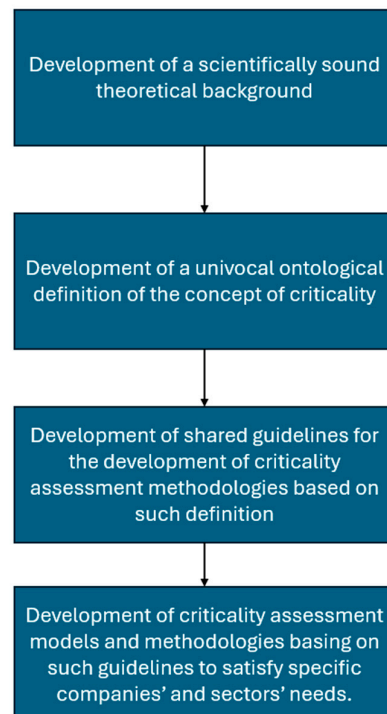 Development of a scientifically sound
theoretical background
Development of a univocal ontological
definition of the concept of criticality
Development of shared guidelines for
the development of criticality
assessment methodologies based on
such definition
Development of criticality assessment
models and methodologies basing on
such guidelines to satisfy specific
companies’ and sectors’ needs.